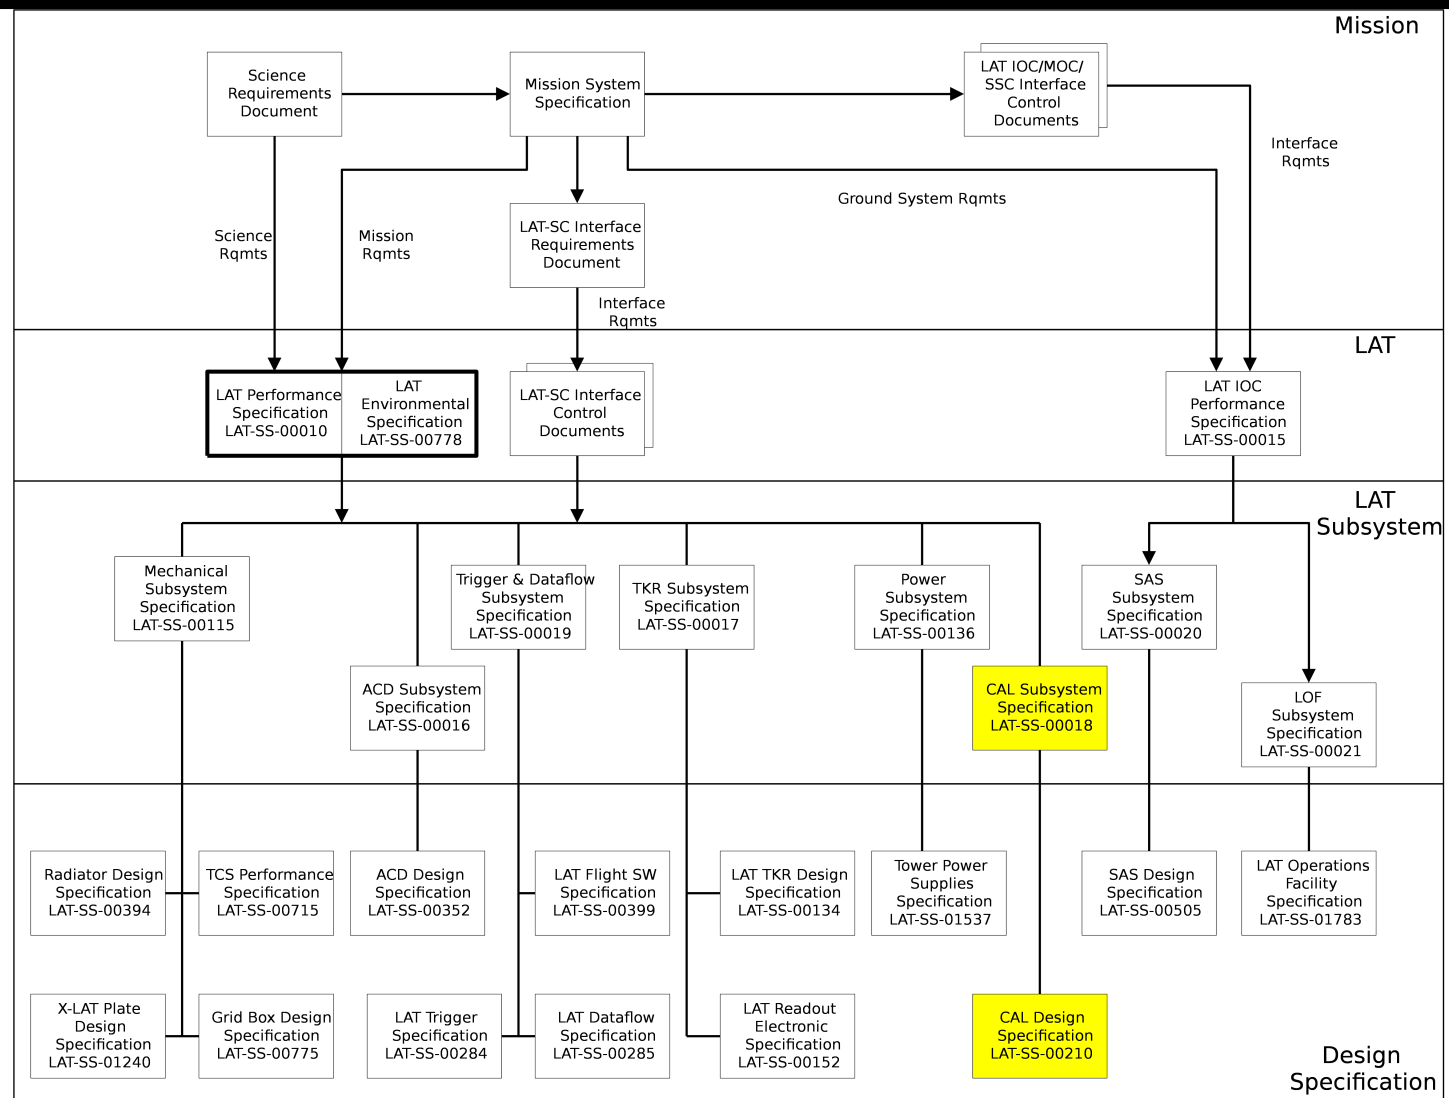 Mission
Science
Requirements
Document
Mission System
Specification
LAT IOC/MOC/
SSC Interface
Control
Documents
Interface
Rqmts
Ground System Rqmts
Science
Rqmts
Mission
Rqmts
LAT-SC Interface
Requirements
Document
Interface
Rqmts
LAT
LAT Performance
Specification
LAT-SS-00010
LAT
Environmental
Specification
LAT-SS-00778
LAT-SC Interface
Control
Documents
LAT IOC
Performance
Specification
LAT-SS-00015
LAT
Subsystem
Mechanical
Subsystem
Specification
LAT-SS-00115
Trigger & Dataflow
Subsystem
Specification
LAT-SS-00019
TKR Subsystem
Specification
LAT-SS-00017
Power
Subsystem
Specification
LAT-SS-00136
SAS
Subsystem
Specification
LAT-SS-00020
ACD Subsystem
Specification
LAT-SS-00016
CAL Subsystem
Specification
LAT-SS-00018
LOF
Subsystem
Specification
LAT-SS-00021
Radiator Design
Specification
LAT-SS-00394
TCS Performance
Specification
LAT-SS-00715
ACD Design
Specification
LAT-SS-00352
LAT Flight SW
Specification
LAT-SS-00399
LAT TKR Design
Specification
LAT-SS-00134
Tower Power
Supplies
Specification
LAT-SS-01537
SAS Design
Specification
LAT-SS-00505
LAT Operations
Facility
Specification
LAT-SS-01783
X-LAT Plate
Design
Specification
LAT-SS-01240
Grid Box Design
Specification
LAT-SS-00775
LAT Trigger
Specification
LAT-SS-00284
LAT Dataflow
Specification
LAT-SS-00285
LAT Readout
Electronic
Specification
LAT-SS-00152
CAL Design
Specification
LAT-SS-00210
Design
Specification